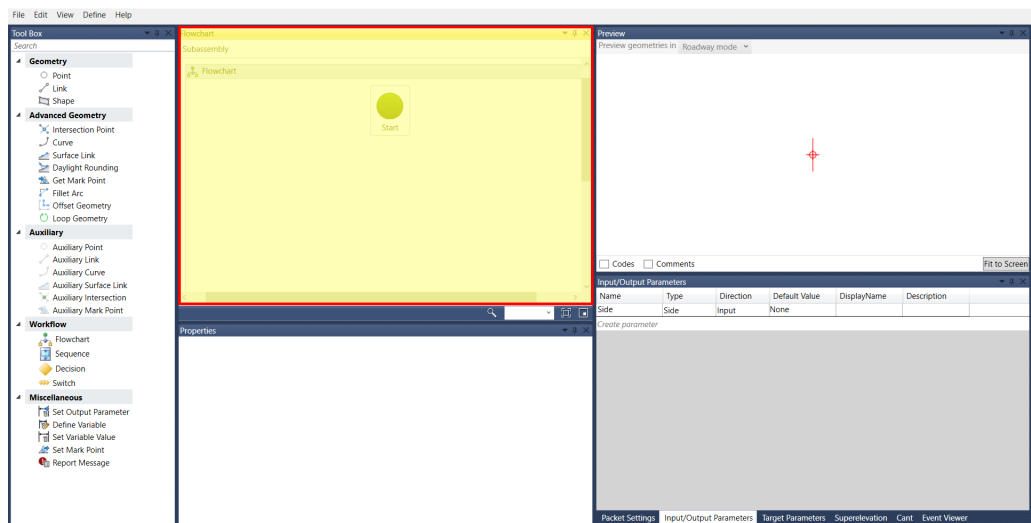 File Edit View Define Help
Tool Box
Search
Geometry
Point
Link
Shape
Advanced Geometry
Intersection Point
Curve
Surface Link
Daylight Rounding
Get Mark Point
Fillet Arc
Offset Geometry
Loop Geometry
Auxiliary
Auxiliary Point
Auxiliary Link
Auxiliary Curve
Auxiliary Surface Link
Auxiliary Intersection
Auxiliary Mark Point
Workflow
Flowchart
Sequence
Decision
Switch
Miscellaneous
Set Output Parameter
Define Variable
Set Variable Value
Set Mark Point
Report Message
Flowchart
Subassembly
Flowchart
Start
Properties
Preview
Preview geometries in Roadway mode
Codes Comments Fit to Screen
Input/Output Parameters
Name Type Direction Default Value DisplayName Description
Side Side Input None
Create parameter
Packet Settings Input/Output Parameters Target Parameters Superelevation Cant Event Viewer